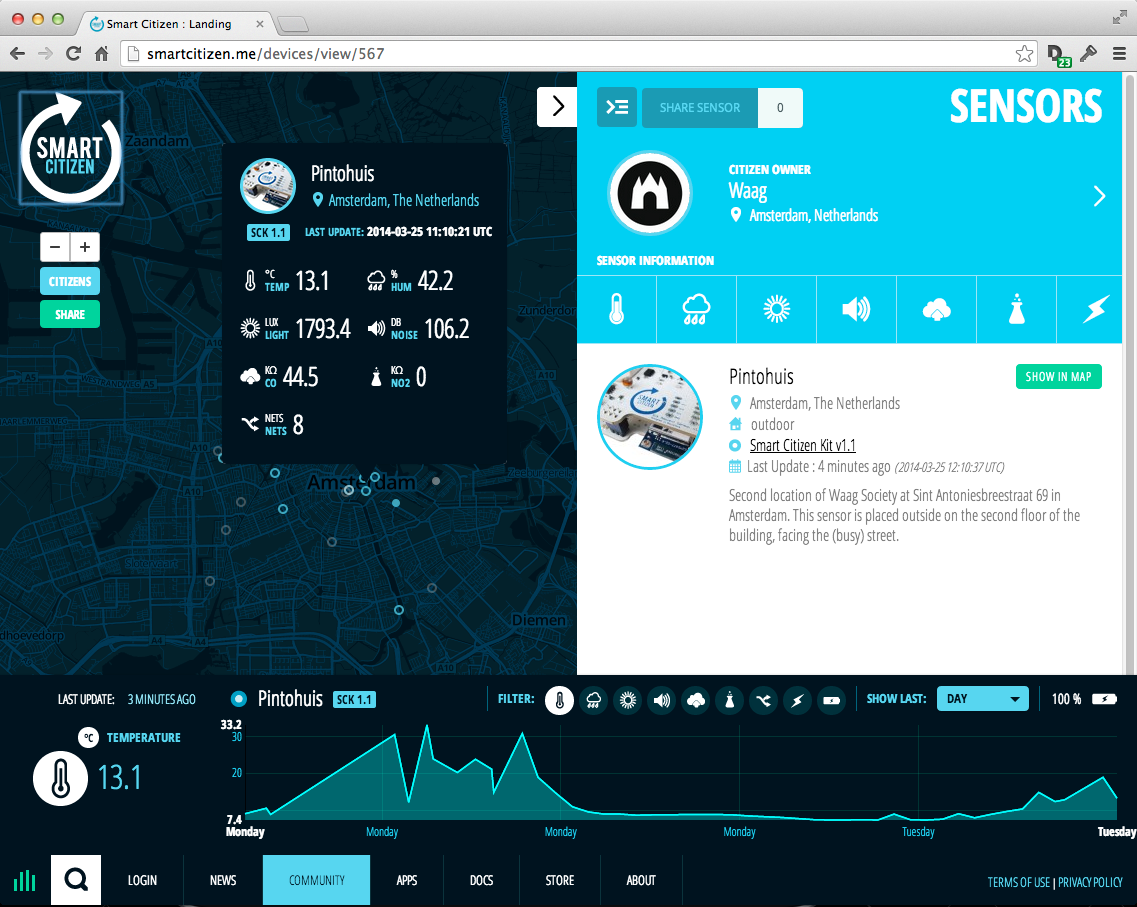 Smart Citizen : Landing
smartcitizen.me/devices/view/567
23
SMART
CITIZEN
Zaandam
−
+
CITIZENS
SHARE
Pintohuis
Amsterdam, The Netherlands
SCK 1.1
LAST UPDATE: 2014-03-25 11:10:21 UTC
°C TEMP 13.1
% HUM 42.2
LUX LIGHT 1793.4
DB NOISE 106.2
KΩ CO 44.5
KΩ NO2 0
NETS NETS 8
Amsterdam
A10
A5
A4
A10
Slotervaart
Diemen
dhoevedorp
SHARE SENSOR
0
SENSORS
CITIZEN OWNER
Waag
Amsterdam, Netherlands
SENSOR INFORMATION
SMART
CITIZEN
Pintohuis
SHOW IN MAP
Amsterdam, The Netherlands
outdoor
Smart Citizen Kit v1.1
Last Update : 4 minutes ago (2014-03-25 12:10:37 UTC)
Second location of Waag Society at Sint Antoniesbreestraat 69 in
Amsterdam. This sensor is placed outside on the second floor of the
building, facing the (busy) street.
LAST UPDATE: 3 MINUTES AGO
Pintohuis SCK 1.1
FILTER:
SHOW LAST: DAY
100 %
°C TEMPERATURE
13.1
33.2
30
20
7.4
Monday Monday Monday Monday Tuesday Tuesday
LOGIN NEWS COMMUNITY APPS DOCS STORE ABOUT
TERMS OF USE | PRIVACY POLICY